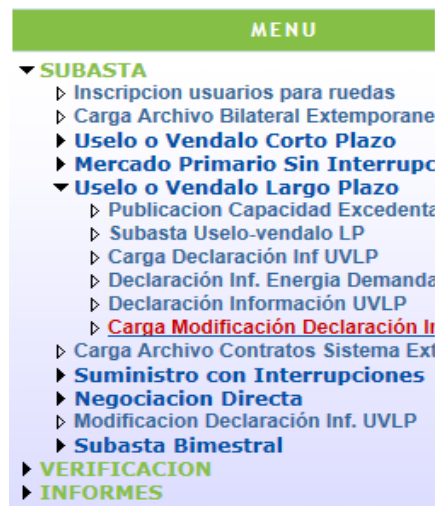 MENU
SUBASTA
Inscripcion usuarios para ruedas
Carga Archivo Bilateral Extemporane
Uselo o Vendalo Corto Plazo
Mercado Primario Sin Interrupc
Uselo o Vendalo Largo Plazo
Publicacion Capacidad Excedenta
Subasta Uselo-vendalo LP
Carga Declaración Inf UVLP
Declaración Inf. Energia Demanda
Declaración Información UVLP
Carga Modificación Declaración In
Carga Archivo Contratos Sistema Ext
Suministro con Interrupciones
Negociacion Directa
Modificacion Declaración Inf. UVLP
Subasta Bimestral
VERIFICACION
INFORMES